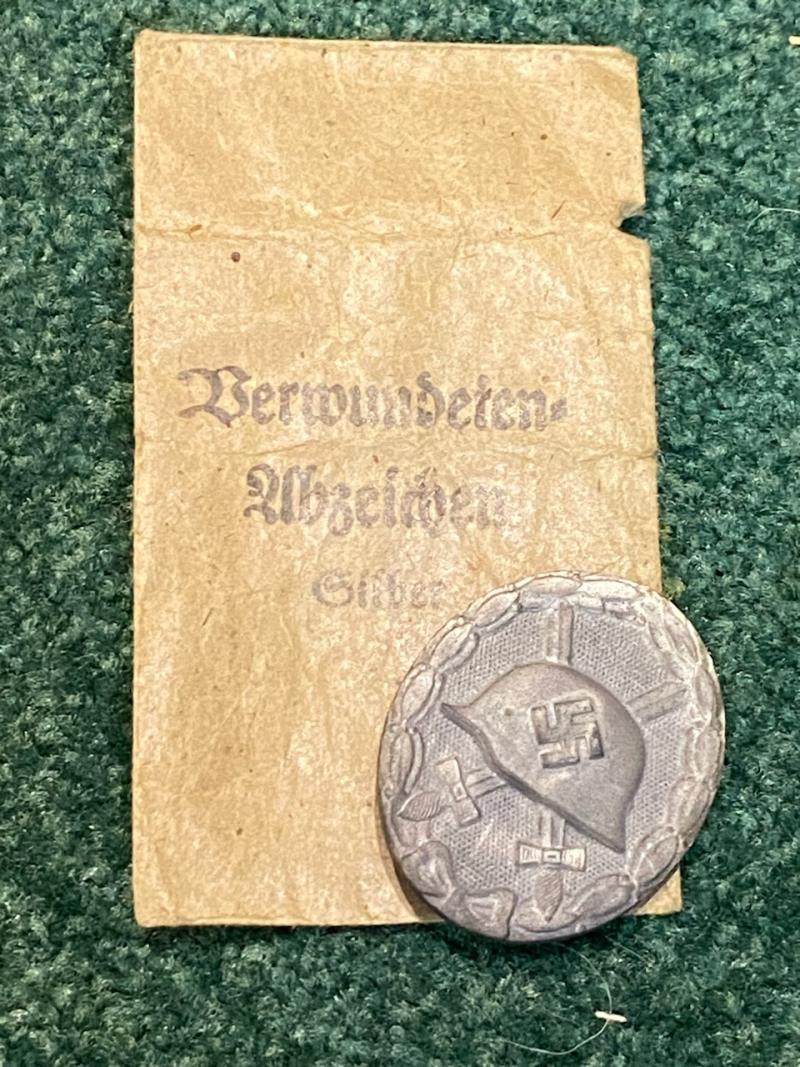 Verwundeten-
Abzeichen
Silber